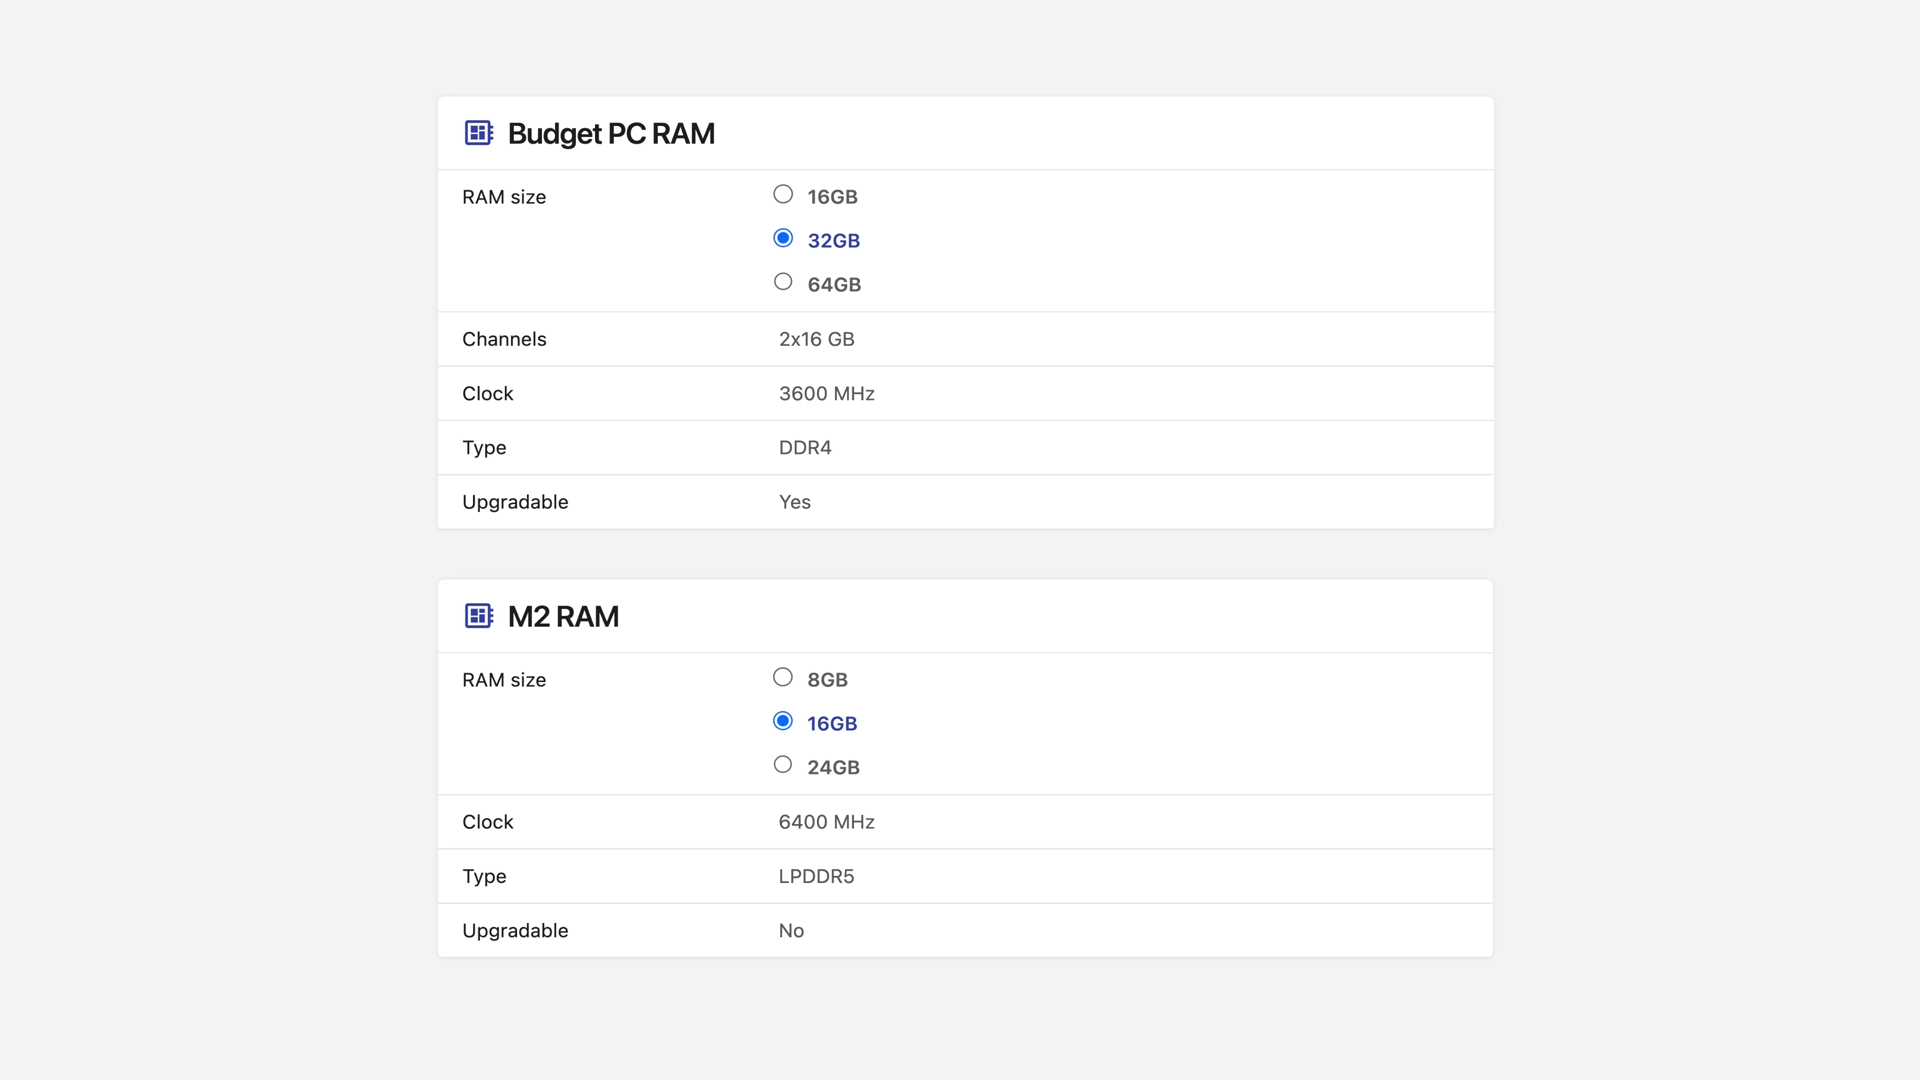 Budget PC RAM
RAM size
16GB
32GB
64GB
Channels 2x16 GB
Clock 3600 MHz
Type DDR4
Upgradable Yes
M2 RAM
RAM size
8GB
16GB
24GB
Clock 6400 MHz
Type LPDDR5
Upgradable No